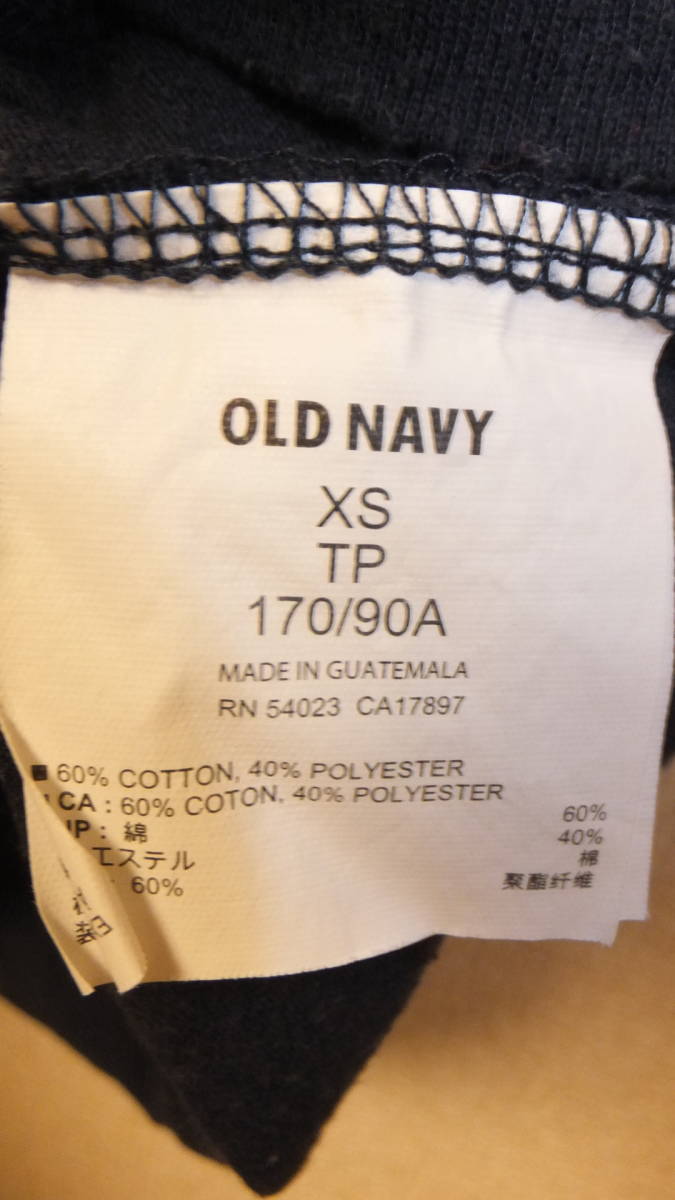 OLD NAVY
XS
TP
170/90A
MADE IN GUATEMALA
RN 54023 CA17897
60% COTTON, 40% POLYESTER
CA : 60% COTON, 40% POLYESTER
JP : 綿 60%
エステル 40%
60% 棉
聚酯纤维